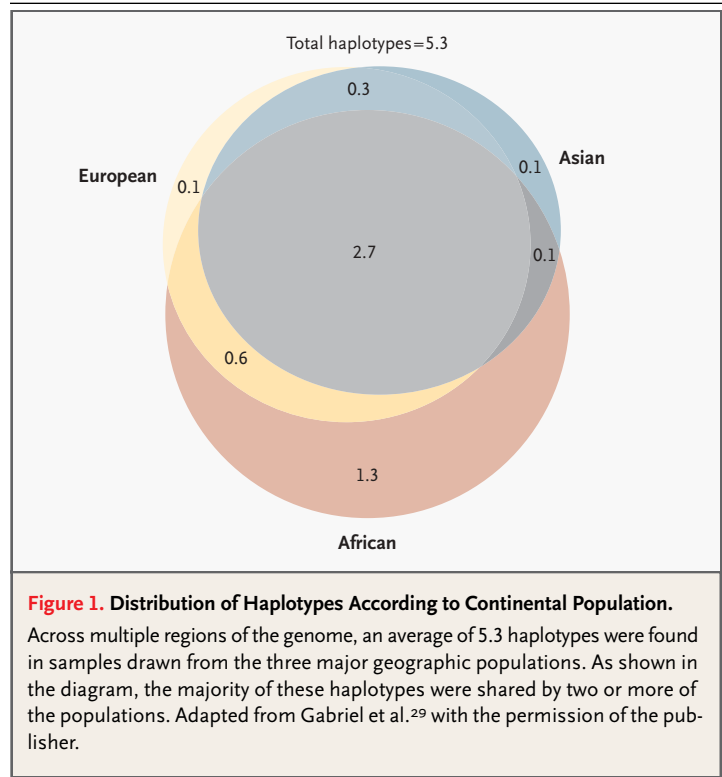 Total haplotypes=5.3
0.3
Asian
0.1
European
0.1
2.7
0.1
0.6
1.3
African
Figure 1. Distribution of Haplotypes According to Continental Population.
Across multiple regions of the genome, an average of 5.3 haplotypes were found
in samples drawn from the three major geographic populations. As shown in
the diagram, the majority of these haplotypes were shared by two or more of
the populations. Adapted from Gabriel et al.²⁹ with the permission of the pub-
lisher.